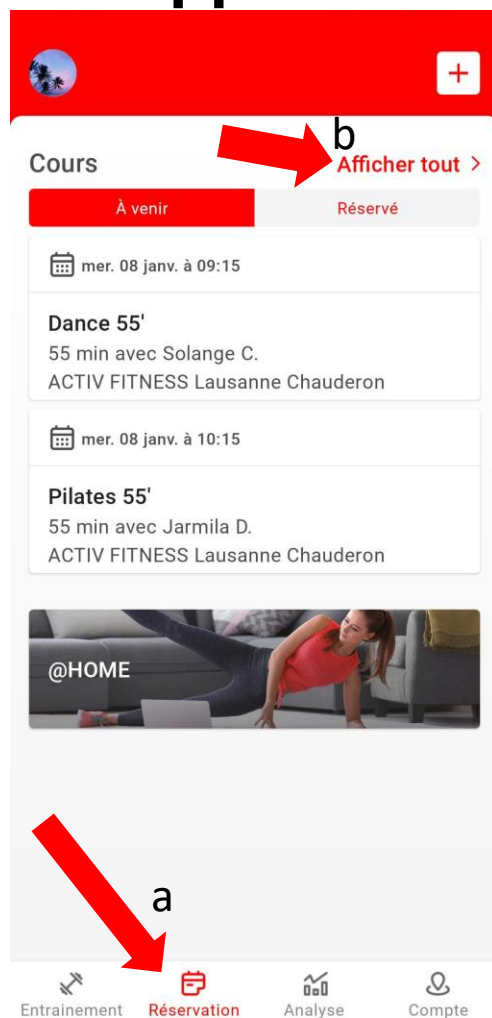 b
Cours
Afficher tout >
À venir
Réservé
mer. 08 janv. à 09:15
Dance 55'
55 min avec Solange C.
ACTIV FITNESS Lausanne Chauderon
mer. 08 janv. à 10:15
Pilates 55'
55 min avec Jarmila D.
ACTIV FITNESS Lausanne Chauderon
@HOME
a
Entrainement
Réservation
Analyse
Compte